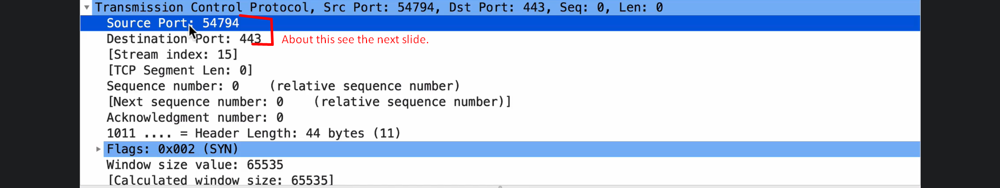 Transmission Control Protocol, Src Port: 54794, Dst Port: 443, Seq: 0, Len: 0
Source Port: 54794
Destination Port: 443 About this see the next slide.
[Stream index: 15]
[TCP Segment Len: 0]
Sequence number: 0    (relative sequence number)
[Next sequence number: 0    (relative sequence number)]
Acknowledgment number: 0
1011 .... = Header Length: 44 bytes (11)
Flags: 0x002 (SYN)
Window size value: 65535
[Calculated window size: 65535]